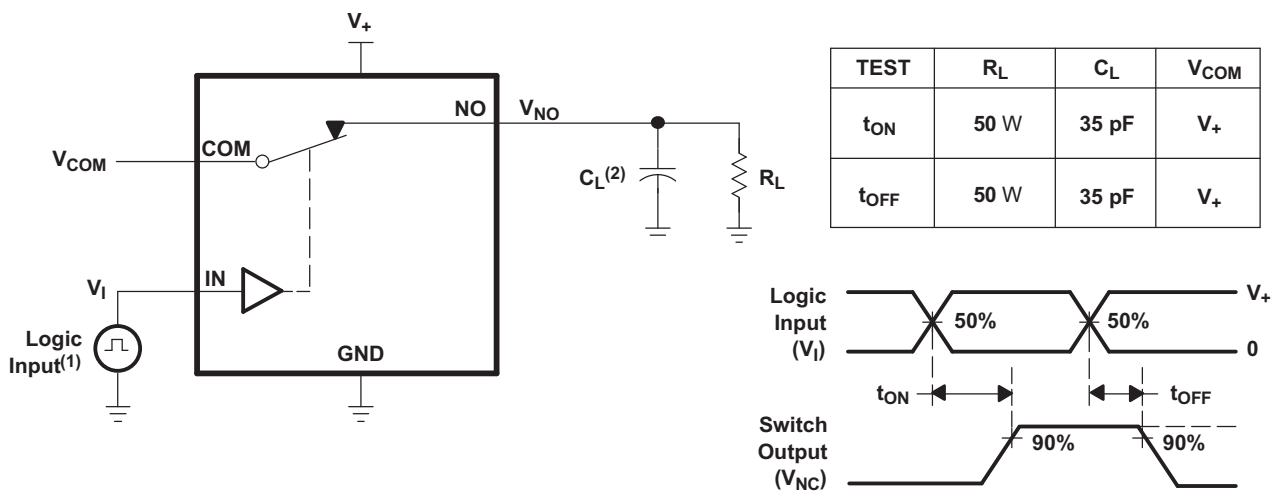 V+
NO
VNO
COM
VCOM
CL(2)
RL
VI
IN
Logic
Input(1)
GND
TEST RL CL VCOM
tON 50 W 35 pF V+
tOFF 50 W 35 pF V+
Logic
Input
(VI)
50%
50%
V+
0
tON
tOFF
Switch
Output
(VNC)
90%
90%